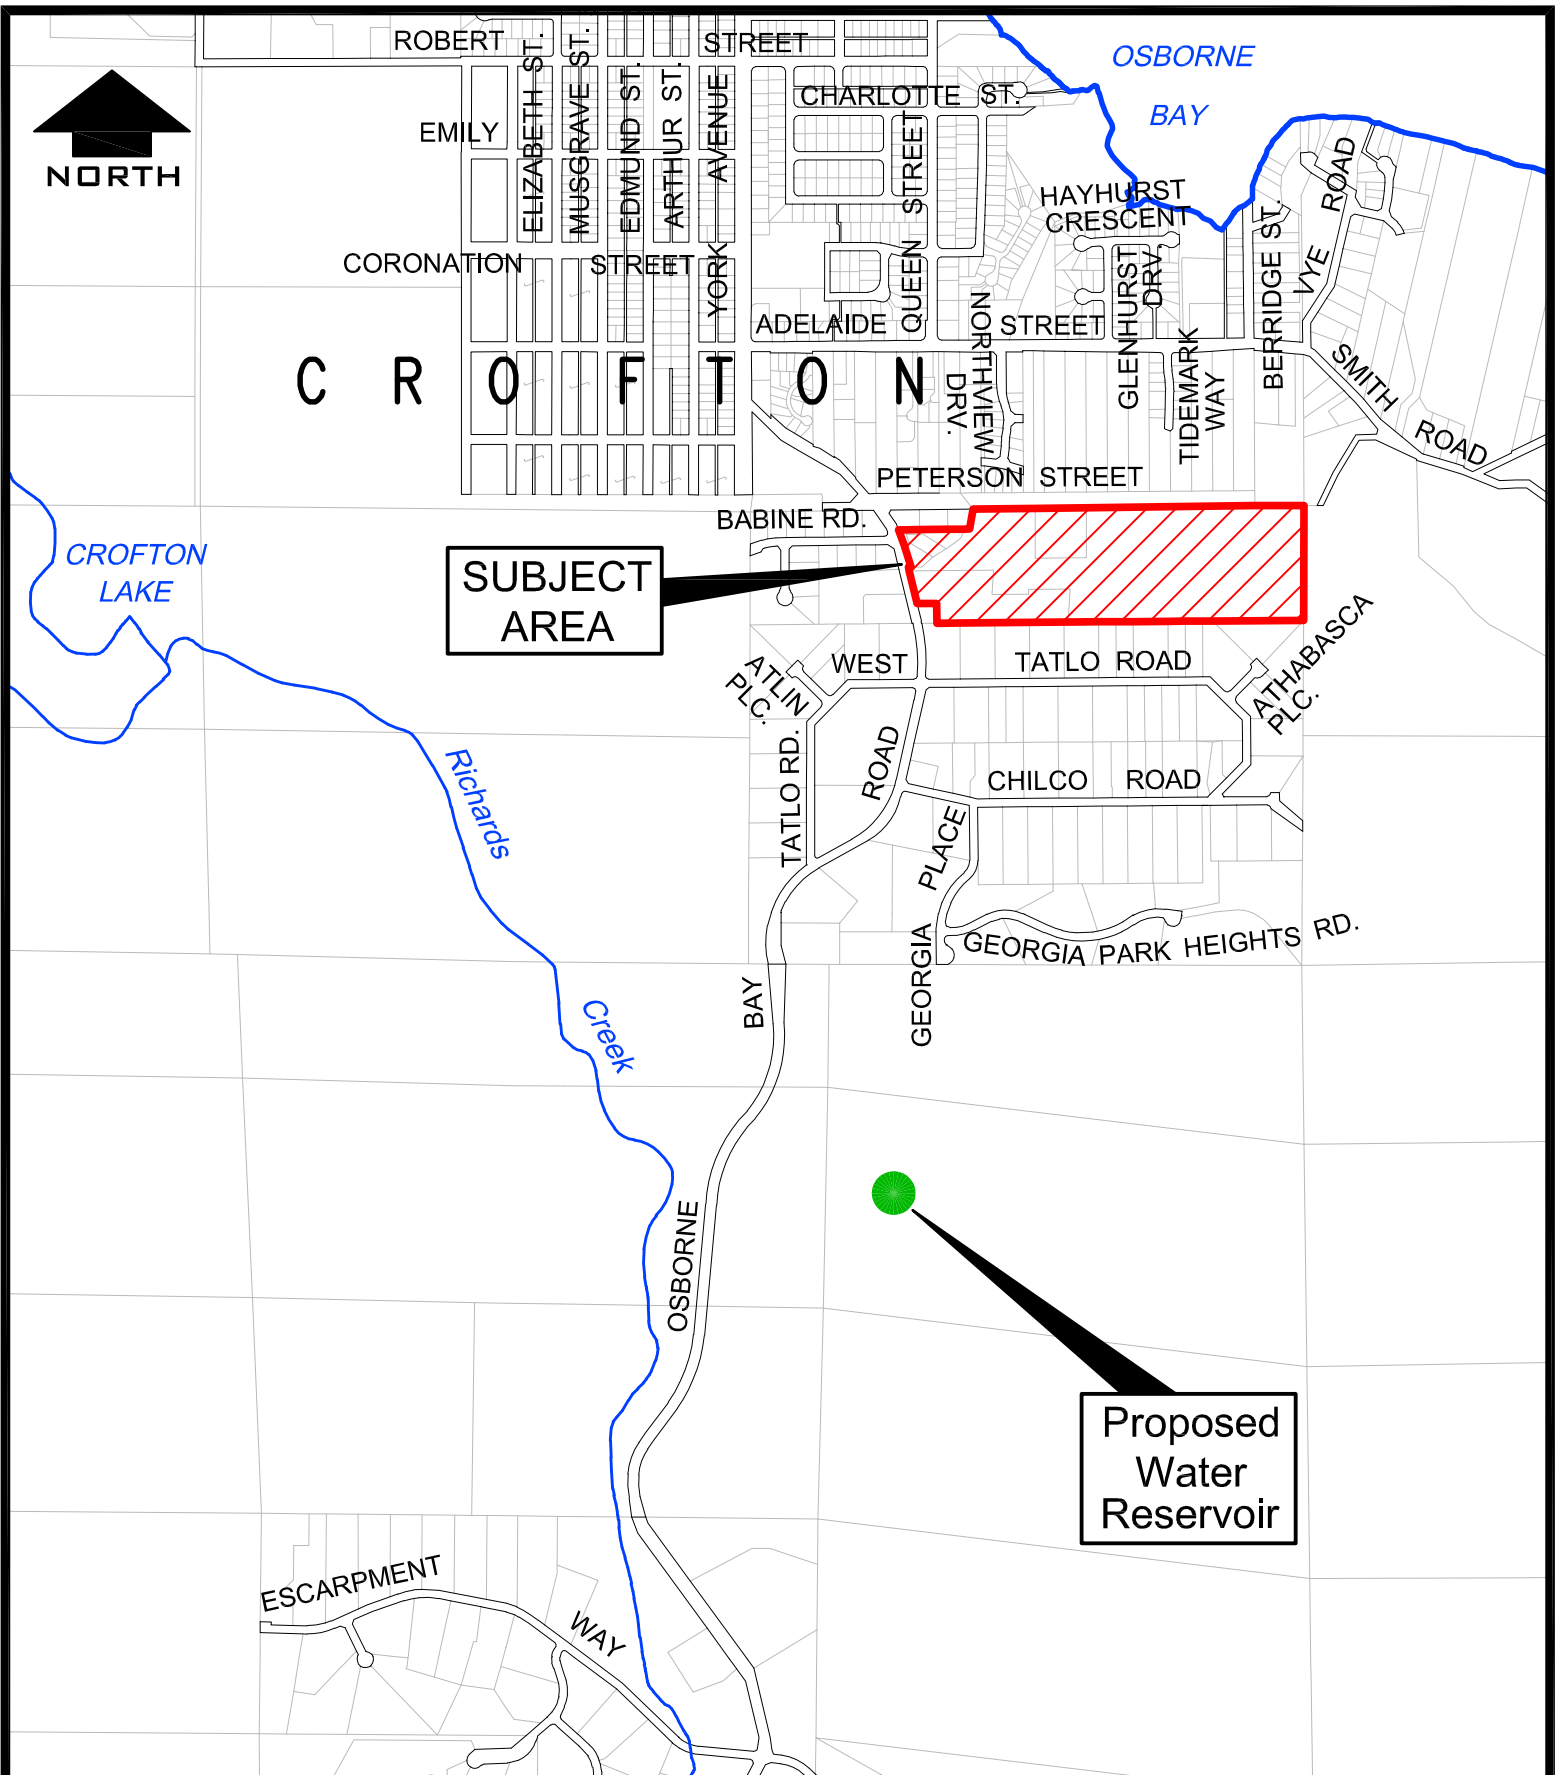 ROBERT STREET
OSBORNE
BAY
NORTH
EMILY
ELIZABETH ST.
MUSGRAVE ST.
EDMUND ST.
ARTHUR ST.
YORK AVENUE
CHARLOTTE ST.
QUEEN STREET
HAYHURST
CRESCENT
VYE ROAD
CORONATION STREET
ADELAIDE STREET
NORTHVIEW
DRV.
GLENHURST
DRV.
TIDEMARK
WAY
BERRIDGE ST.
SMITH ROAD
CROFTON
PETERSON STREET
BABINE RD.
CROFTON
LAKE
SUBJECT
AREA
WEST TATLO ROAD
ATLIN
PLC.
ATHABASCA
PLC.
TATLO RD.
OSBORNE BAY ROAD
CHILCO ROAD
GEORGIA PLACE
GEORGIA PARK HEIGHTS RD.
Richards Creek
Proposed
Water
Reservoir
ESCARPMENT WAY